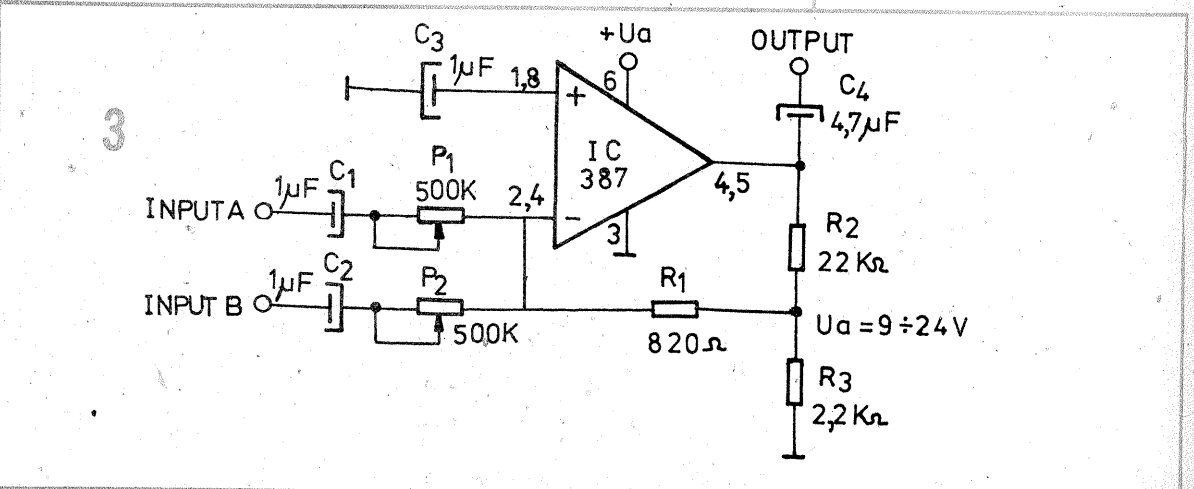 3
C3
1μF
+Ua
OUTPUT
1,8
6
+
C4
4,7μF
IC
387
P1
500K
C1
1μF
INPUT A
2,4
-
4,5
3
R2
22KΩ
C2
1μF
INPUT B
P2
500K
R1
820Ω
Ua=9÷24V
R3
2,2KΩ